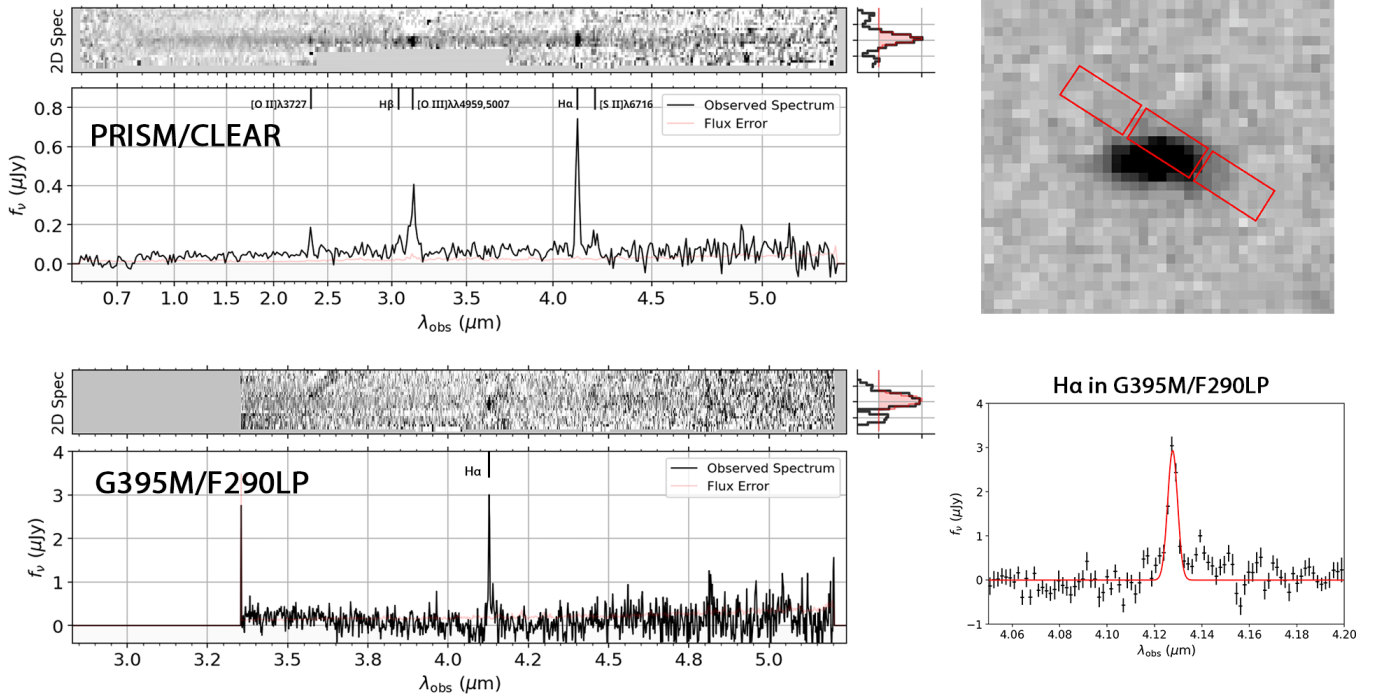 2D Spec
[O II]λ3727
Hβ
[O III]λλ4959,5007
Hα
[S II]λ6716
PRISM/CLEAR
Observed Spectrum
Flux Error
fν (μJy)
0.8
0.6
0.4
0.2
0.0
0.7 1.0 1.5 2.0 2.5 3.0 3.5 4.0 4.5 5.0
λobs (μm)
2D Spec
Hα
G395M/F290LP
Observed Spectrum
Flux Error
fν (μJy)
4
3
2
1
0
3.0 3.2 3.5 3.8 4.0 4.2 4.5 4.8 5.0
λobs (μm)
Hα in G395M/F290LP
fν (μJy)
4
3
2
1
0
−1
4.06 4.08 4.10 4.12 4.14 4.16 4.18 4.20
λobs (μm)